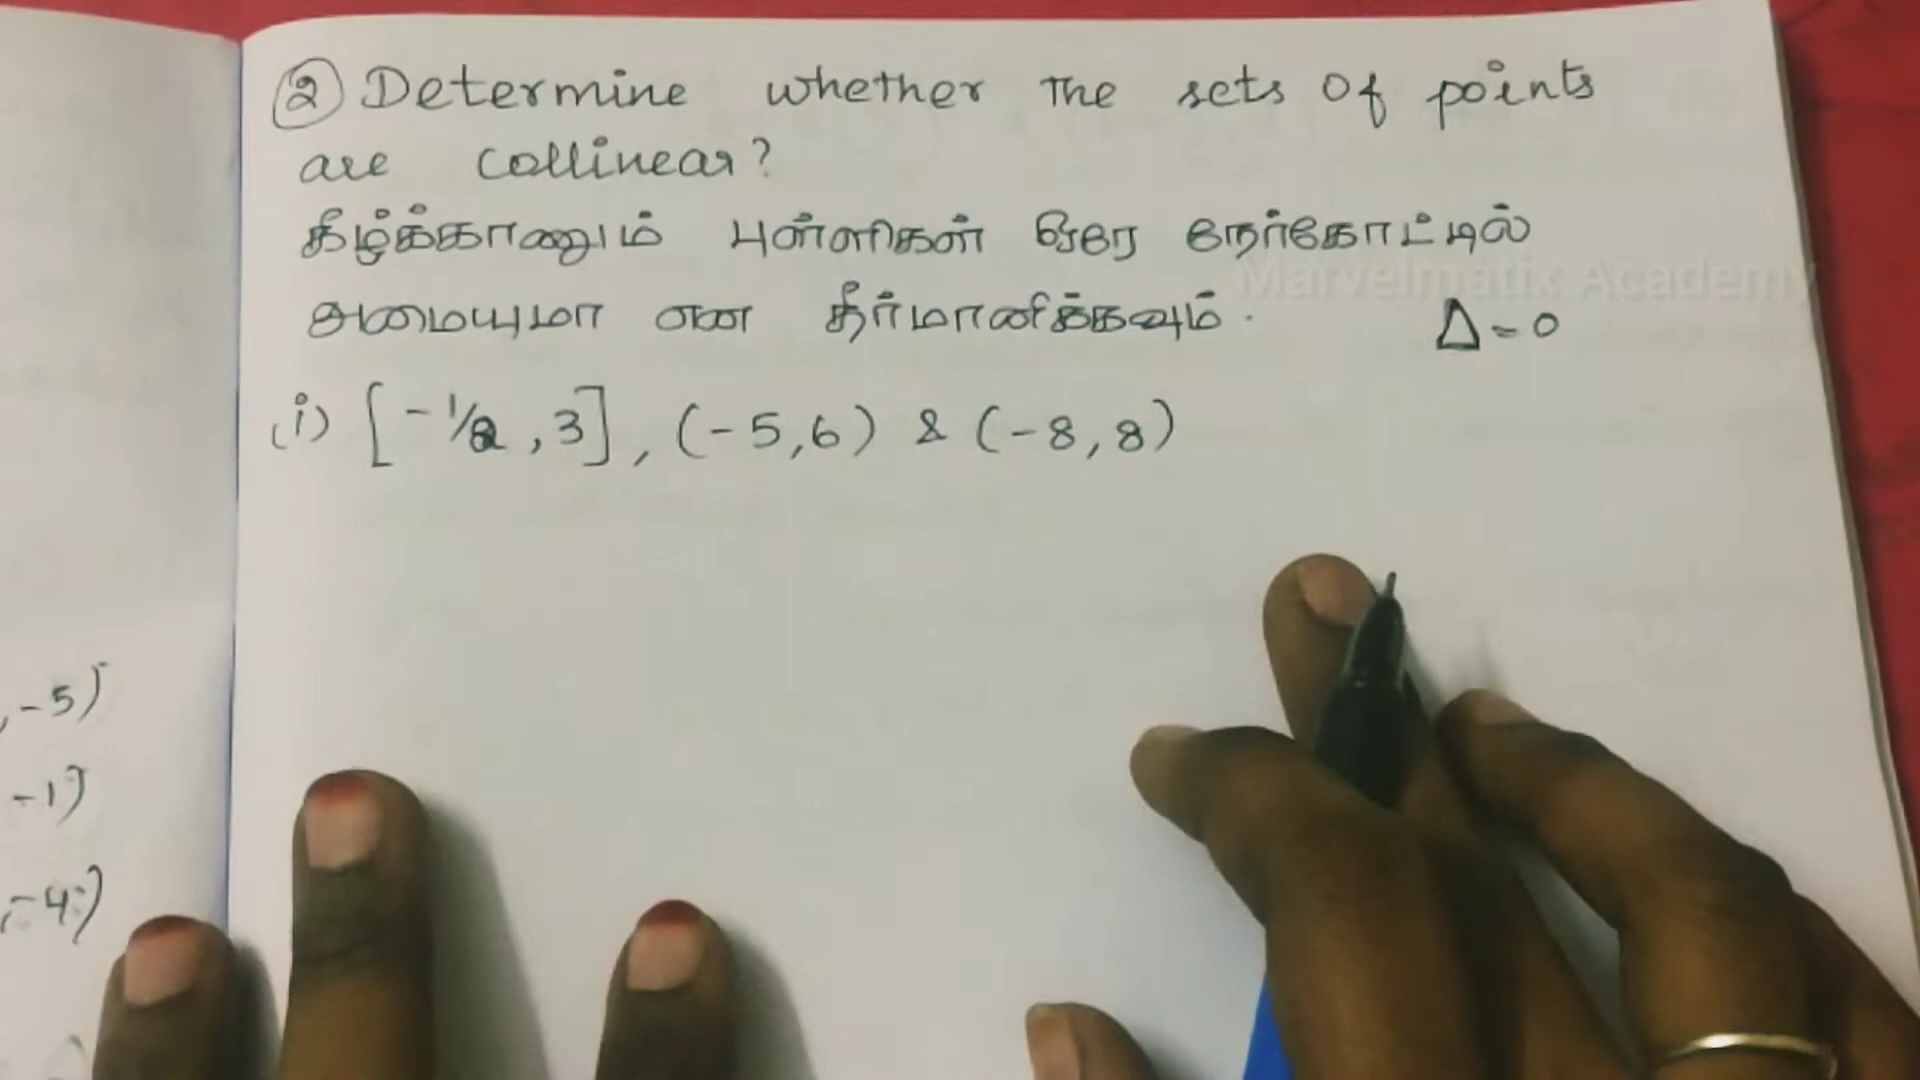 ② Determine whether the sets of points
are collinear?
கீழ்க்காணும் புள்ளிகள் ஒரே நேர்கோட்டில்
அமையுமா என தீர்மானிக்கவும்.
Marvelmatix Academy
Δ=0
(i) [-1/2, 3], (-5,6) & (-8,8)
,-5)
-1)
,-4)